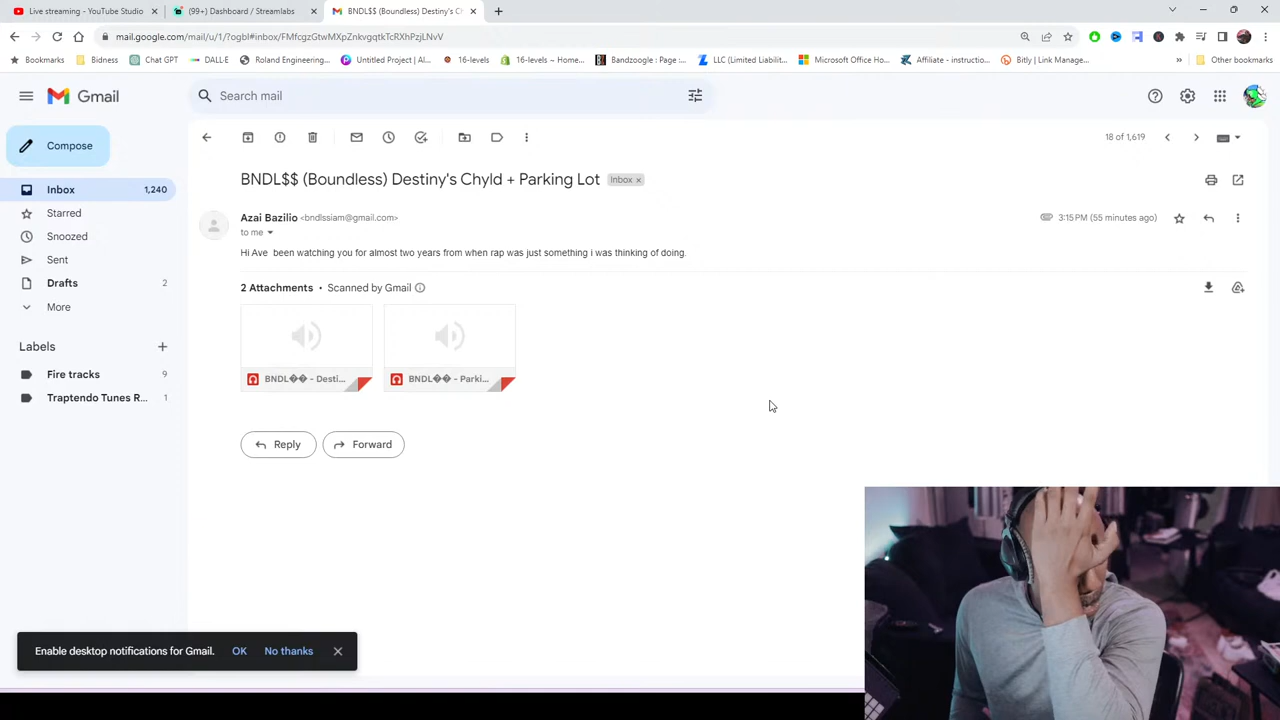 Live streaming - YouTube Studio
(99+) Dashboard / Streamlabs
BNDL$$ (Boundless) Destiny's Ch
mail.google.com/mail/u/1/?ogbl#inbox/FMfcgzGtwMXpZnkvgqtkTcRXhPzjLNvV
Bookmarks
Bidness
Chat GPT
DALL-E
Roland Engineering...
Untitled Project | Al...
16-levels
16-levels ~ Home...
Bandzoogle : Page :...
LLC (Limited Liabilit...
Microsoft Office Ho...
Affiliate - instructio...
Bitly | Link Manage...
»
Other bookmarks
Gmail
Search mail
Compose
18 of 1,619
BNDL$$ (Boundless) Destiny's Chyld + Parking Lot
Inbox ×
Inbox 1,240
Starred
Snoozed
Sent
Drafts 2
More
Azai Bazilio <bndlssiam@gmail.com>
3:15 PM (55 minutes ago)
to me
Hi Ave been watching you for almost two years from when rap was just something i was thinking of doing.
2 Attachments • Scanned by Gmail
Labels
Fire tracks 9
Traptendo Tunes R... 1
BNDL�� - Desti...
BNDL�� - Parki...
Reply
Forward
Enable desktop notifications for Gmail. OK No thanks